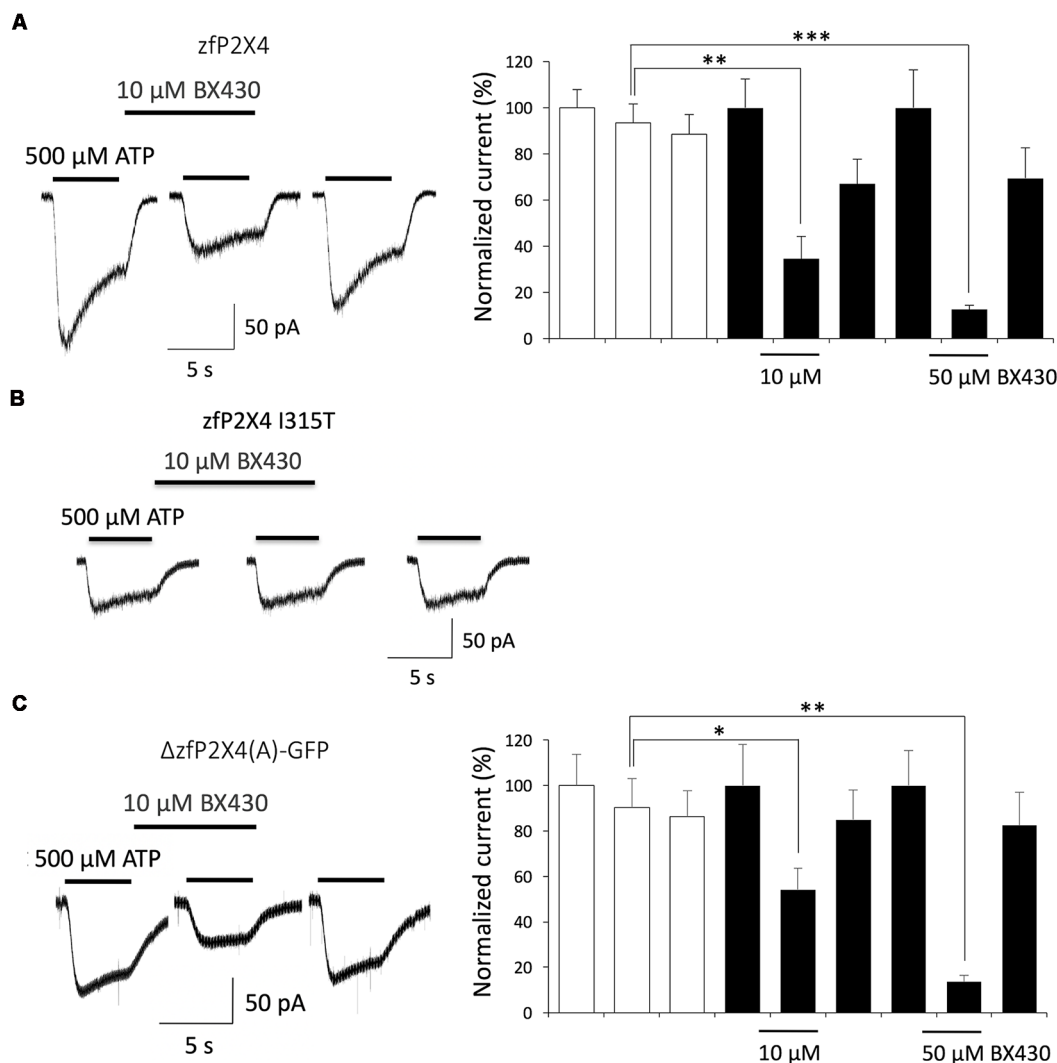 A
zfP2X4
10 µM BX430
500 µM ATP
50 pA
5 s
Normalized current (%)
120
100
80
60
40
20
0
**
***
10 µM
50 µM BX430
B
zfP2X4 I315T
10 µM BX430
500 µM ATP
50 pA
5 s
C
ΔzfP2X4(A)-GFP
10 µM BX430
500 µM ATP
50 pA
5 s
Normalized current (%)
120
100
80
60
40
20
0
*
**
10 µM
50 µM BX430